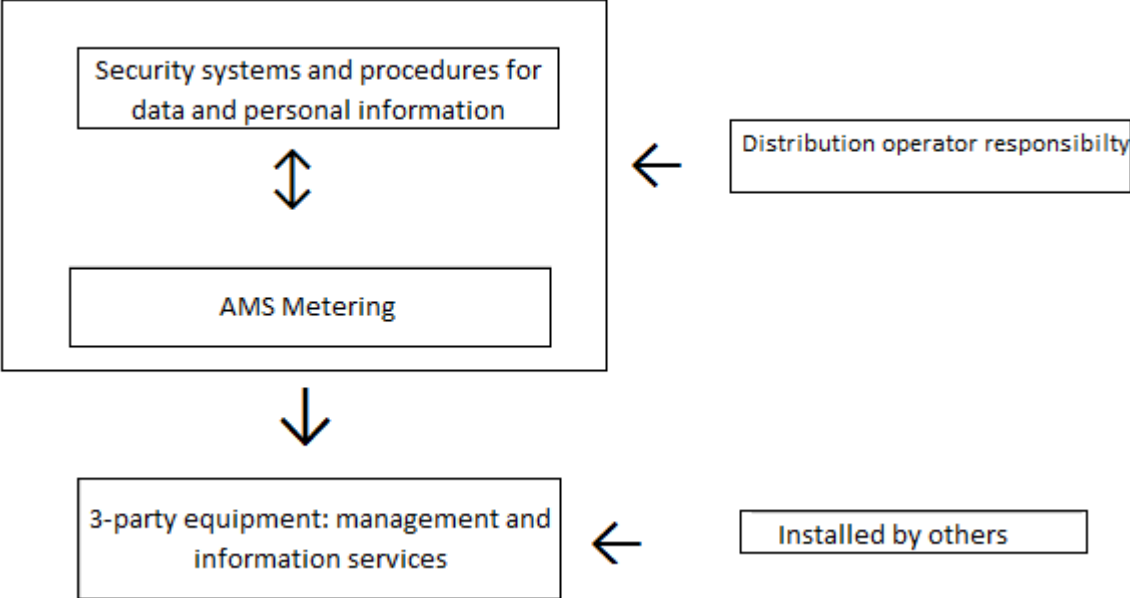 Security systems and procedures for
data and personal information
Distribution operator responsibilty
AMS Metering
3-party equipment: management and
information services
Installed by others